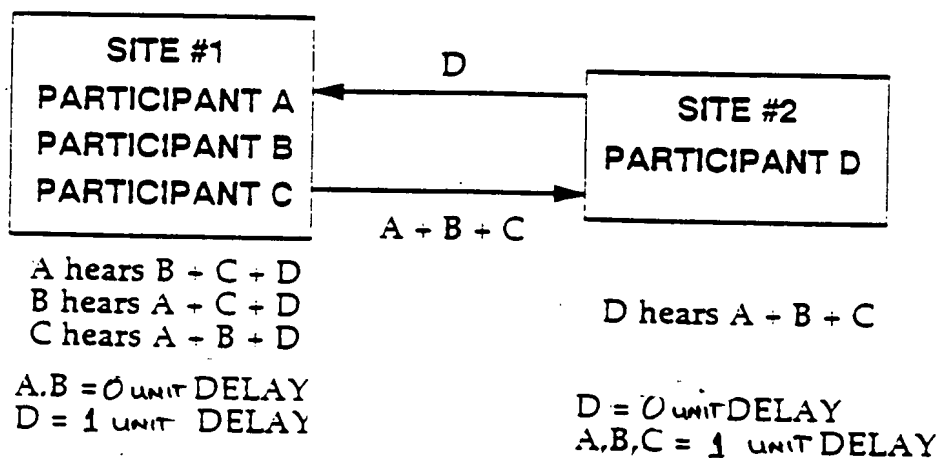 SITE #1
PARTICIPANT A
PARTICIPANT B
PARTICIPANT C
D
A + B + C
SITE #2
PARTICIPANT D
A hears B + C + D
B hears A + C + D
C hears A + B + D
A.B = 0 UNIT DELAY
D = 1 UNIT DELAY
D hears A + B + C
D = 0 UNIT DELAY
A,B,C = 1 UNIT DELAY